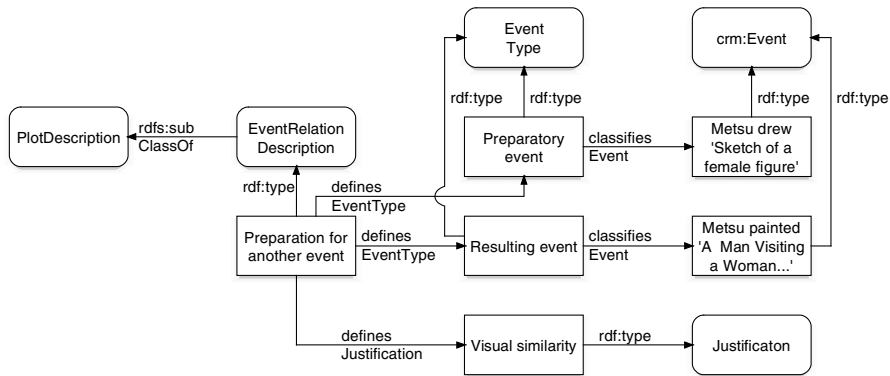 Event
Type
crm:Event
rdf:type
rdf:type
rdf:type
rdf:type
PlotDescription
rdfs:sub
ClassOf
EventRelation
Description
Preparatory
event
classifies
Event
Metsu drew
'Sketch of a
female figure'
rdf:type
defines
EventType
Preparation for
another event
defines
EventType
Resulting event
classifies
Event
Metsu painted
'A Man Visiting
a Woman...'
defines
Justification
Visual similarity
rdf:type
Justificaton